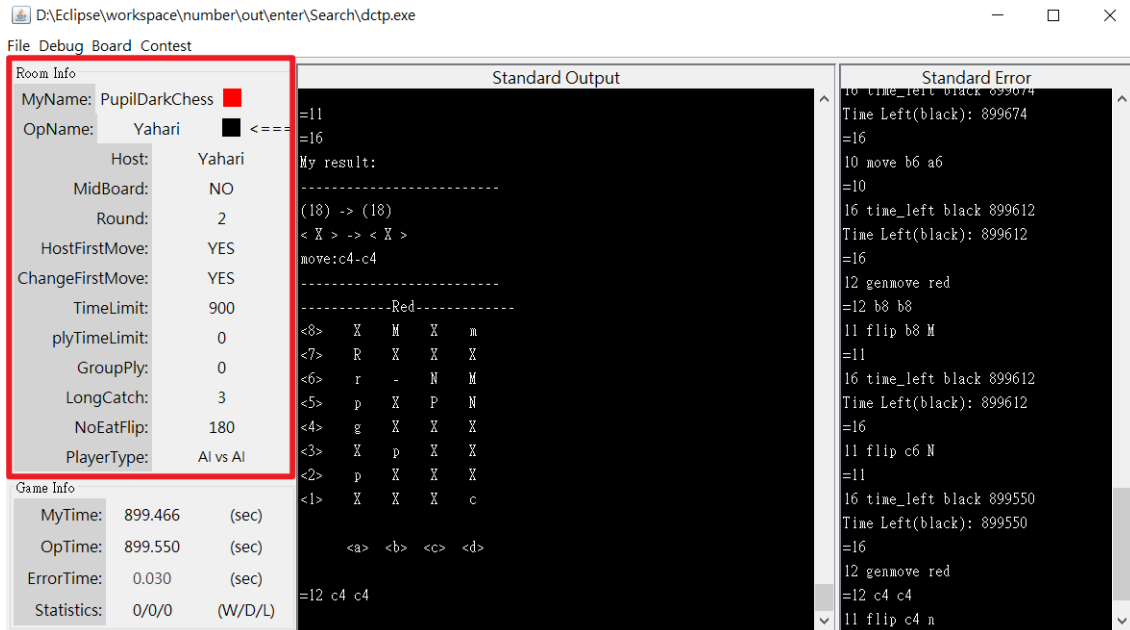 D:\Eclipse\workspace\number\out\enter\Search\dctp.exe
File Debug Board Contest
Room Info
MyName: PupilDarkChess
OpName: Yahari <===
Host: Yahari
MidBoard: NO
Round: 2
HostFirstMove: YES
ChangeFirstMove: YES
TimeLimit: 900
plyTimeLimit: 0
GroupPly: 0
LongCatch: 3
NoEatFlip: 180
PlayerType: AI vs AI
Game Info
MyTime: 899.466 (sec)
OpTime: 899.550 (sec)
ErrorTime: 0.030 (sec)
Statistics: 0/0/0 (W/D/L)
Standard Output
=11
=16
My result:
--------------------------
(18) -> (18)
< X > -> < X >
move:c4-c4
--------------------------
------------Red-------------
<8> X M X m
<7> R X X X
<6> r - N M
<5> p X P N
<4> g X X X
<3> X p X X
<2> p X X X
<1> X X X c
<a> <b> <c> <d>
=12 c4 c4
Standard Error
16 time_left black 899674
Time Left(black): 899674
=16
10 move b6 a6
=10
16 time_left black 899612
Time Left(black): 899612
=16
12 genmove red
=12 b8 b8
11 flip b8 M
=11
16 time_left black 899612
Time Left(black): 899612
=16
11 flip c6 N
=11
16 time_left black 899550
Time Left(black): 899550
=16
12 genmove red
=12 c4 c4
11 flip c4 n